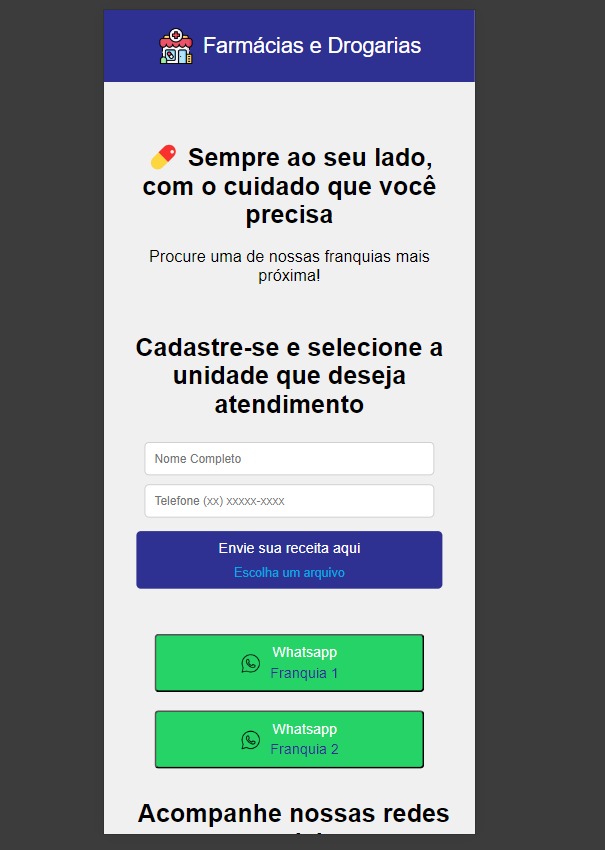 Farmácias e Drogarias
Sempre ao seu lado,
com o cuidado que você
precisa
Procure uma de nossas franquias mais
próxima!
Cadastre-se e selecione a
unidade que deseja
atendimento
Nome Completo
Telefone (xx) xxxxx-xxxx
Envie sua receita aqui
Escolha um arquivo
Whatsapp
Franquia 1
Whatsapp
Franquia 2
Acompanhe nossas redes